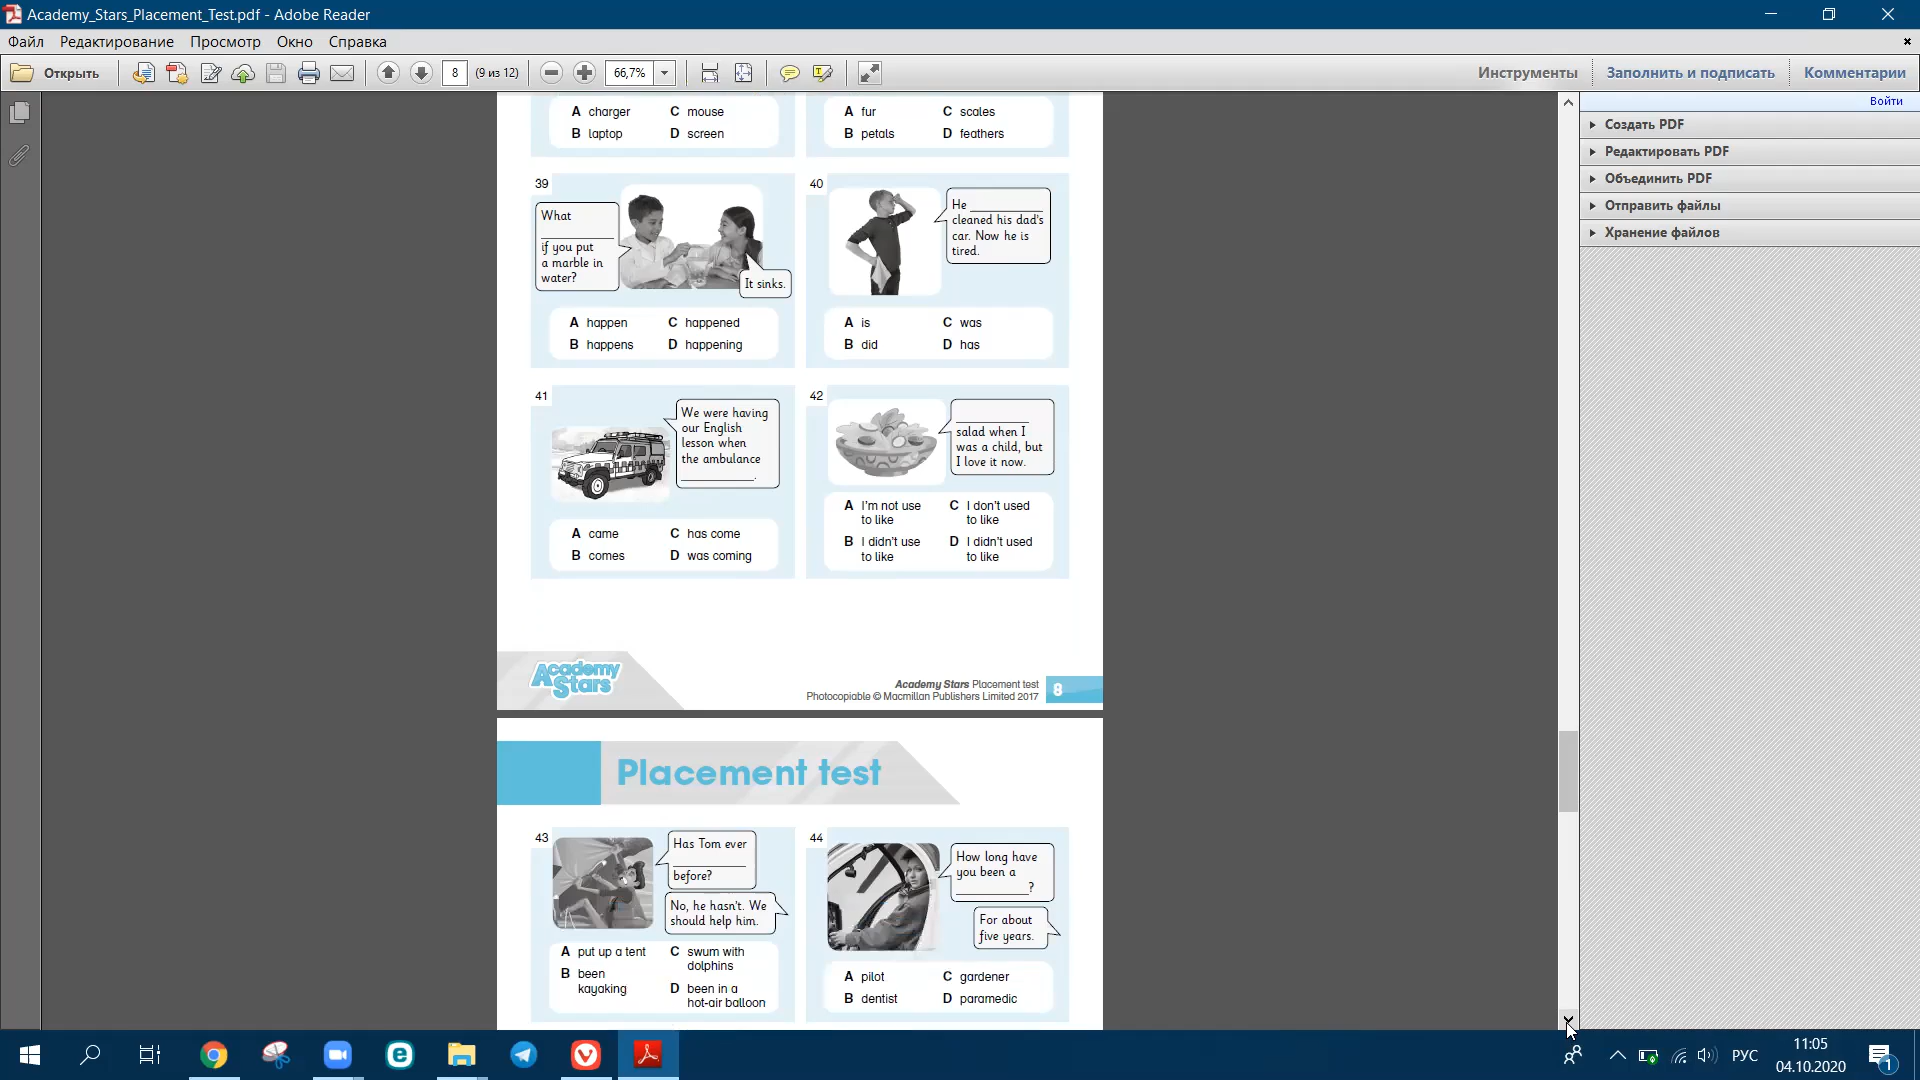 Academy_Stars_Placement_Test.pdf - Adobe Reader
Файл Редактирование Просмотр Окно Справка
Открыть 8 (9 из 12) 66,7% Инструменты Заполнить и подписать Комментарии
Войти
Создать PDF
Редактировать PDF
Объединить PDF
Отправить файлы
Хранение файлов
A charger C mouse
B laptop D screen
A fur C scales
B petals D feathers
39
What
if you put
a marble in
water?
It sinks.
A happen C happened
B happens D happening
40
He
cleaned his dad's
car. Now he is
tired.
A is C was
B did D has
41
We were having
our English
lesson when
the ambulance
.
A came C has come
B comes D was coming
42
salad when I
was a child, but
I love it now.
A I'm not use
to like
C I don't used
to like
B I didn't use
to like
D I didn't used
to like
Academy
Stars
Academy Stars Placement test
Photocopiable © Macmillan Publishers Limited 2017
8
Placement test
43
Has Tom ever
before?
No, he hasn't. We
should help him.
A put up a tent
B been
kayaking
C swum with
dolphins
D been in a
hot-air balloon
44
How long have
you been a
?
For about
five years.
A pilot C gardener
B dentist D paramedic
РУС
11:05
04.10.2020
1